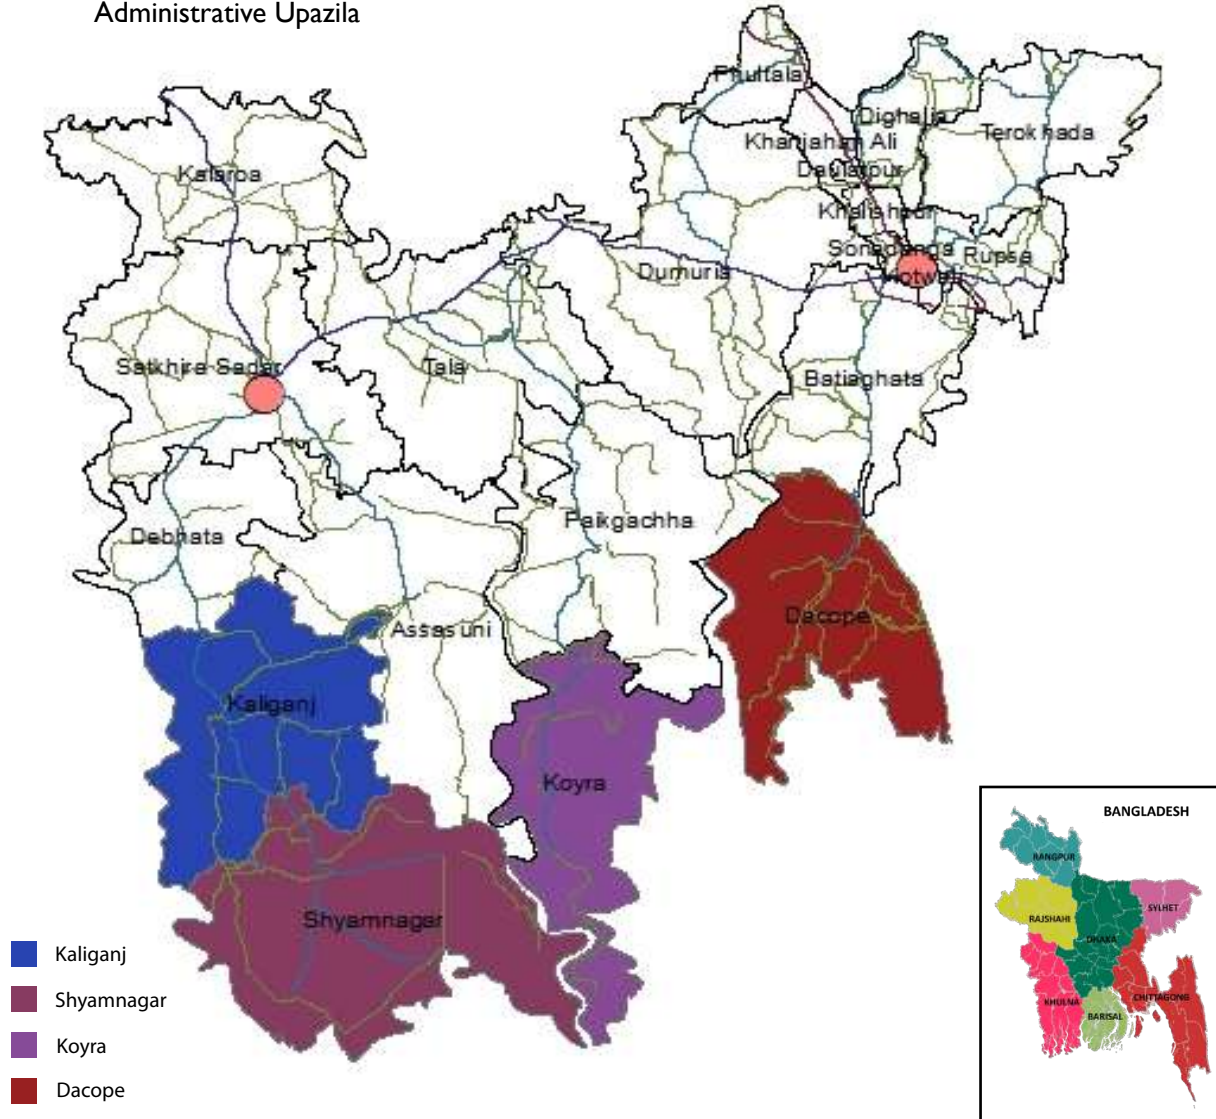 Administrative Upazila
Phultala
Dighalia
Terokhada
Khanjahan Ali
Daulatpur
Kalaroa
Khalishpur
Sonadanga
Rupsa
Kotwali
Dumuria
Satkhira Sadar
Tala
Batiaghata
Paikgachha
Debhata
Dacope
Assasuni
Kaliganj
Koyra
Shyamnagar
Kaliganj
Shyamnagar
Koyra
Dacope
BANGLADESH
RANGPUR
RAJSHAHI
SYLHET
DHAKA
KHULNA
CHITTAGONG
BARISAL